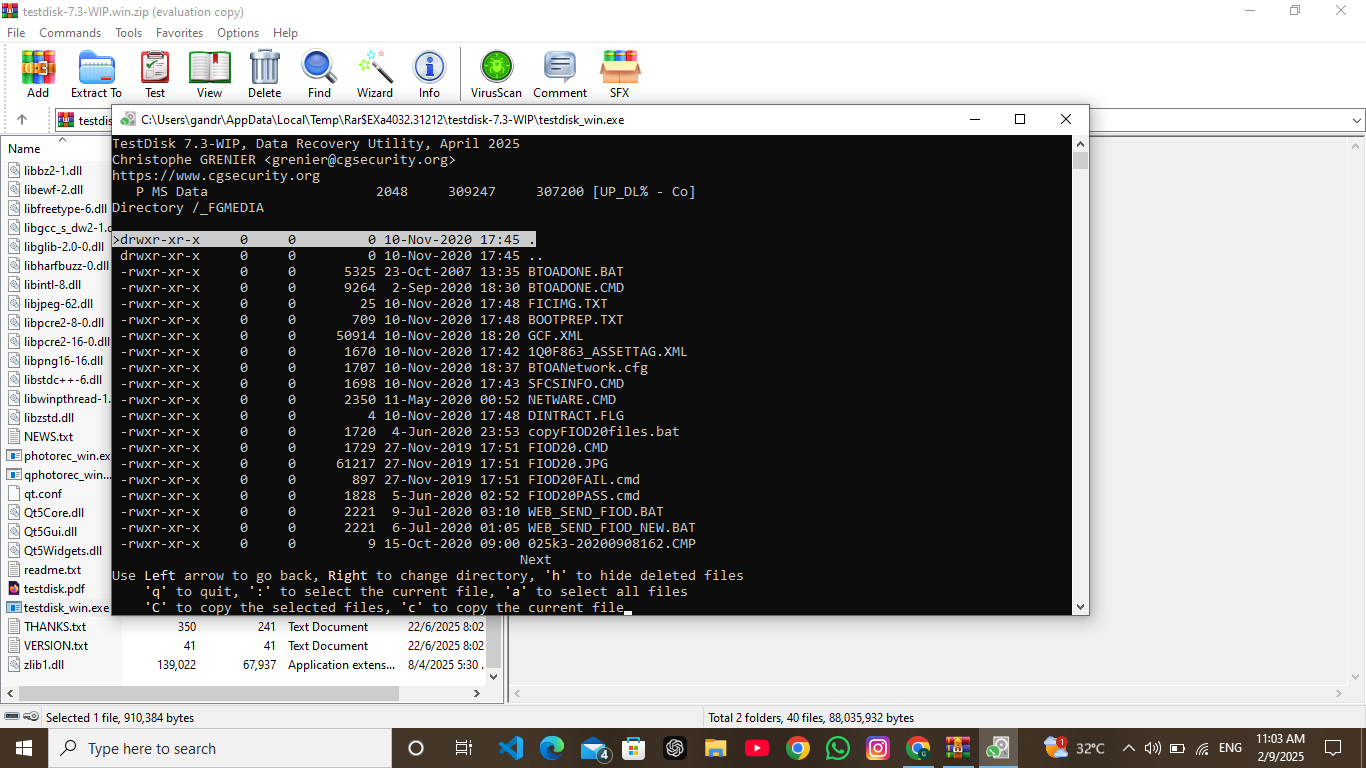 testdisk-7.3-WIP.win.zip (evaluation copy)
File Commands Tools Favorites Options Help
Add Extract To Test View Delete Find Wizard Info VirusScan Comment SFX
testdis
C:\Users\gandr\AppData\Local\Temp\Rar$EXa4032.31212\testdisk-7.3-WIP\testdisk_win.exe
TestDisk 7.3-WIP, Data Recovery Utility, April 2025
Christophe GRENIER <grenier@cgsecurity.org>
https://www.cgsecurity.org
P MS Data 2048 309247 307200 [UP_DL% - Co]
Directory /_FGMEDIA
>drwxr-xr-x 0 0 0 10-Nov-2020 17:45 .
drwxr-xr-x 0 0 0 10-Nov-2020 17:45 ..
-rwxr-xr-x 0 0 5325 23-Oct-2007 13:35 BTOADONE.BAT
-rwxr-xr-x 0 0 9264 2-Sep-2020 18:30 BTOADONE.CMD
-rwxr-xr-x 0 0 25 10-Nov-2020 17:48 FICIMG.TXT
-rwxr-xr-x 0 0 709 10-Nov-2020 17:48 BOOTPREP.TXT
-rwxr-xr-x 0 0 50914 10-Nov-2020 18:20 GCF.XML
-rwxr-xr-x 0 0 1670 10-Nov-2020 17:42 1Q0F863_ASSETTAG.XML
-rwxr-xr-x 0 0 1707 10-Nov-2020 18:37 BTOANetwork.cfg
-rwxr-xr-x 0 0 1698 10-Nov-2020 17:43 SFCSINFO.CMD
-rwxr-xr-x 0 0 2350 11-May-2020 00:52 NETWARE.CMD
-rwxr-xr-x 0 0 4 10-Nov-2020 17:48 DINTRACT.FLG
-rwxr-xr-x 0 0 1720 4-Jun-2020 23:53 copyFIOD20files.bat
-rwxr-xr-x 0 0 1729 27-Nov-2019 17:51 FIOD20.CMD
-rwxr-xr-x 0 0 61217 27-Nov-2019 17:51 FIOD20.JPG
-rwxr-xr-x 0 0 897 27-Nov-2019 17:51 FIOD20FAIL.cmd
-rwxr-xr-x 0 0 1828 5-Jun-2020 02:52 FIOD20PASS.cmd
-rwxr-xr-x 0 0 2221 9-Jul-2020 03:10 WEB_SEND_FIOD.BAT
-rwxr-xr-x 0 0 2221 6-Jul-2020 01:05 WEB_SEND_FIOD_NEW.BAT
-rwxr-xr-x 0 0 9 15-Oct-2020 09:00 025k3-20200908162.CMP
Next
Use Left arrow to go back, Right to change directory, 'h' to hide deleted files
'q' to quit, ':' to select the current file, 'a' to select all files
'C' to copy the selected files, 'c' to copy the current file
Name
libbz2-1.dll
libewf-2.dll
libfreetype-6.dll
libgcc_s_dw2-1.c
libglib-2.0-0.dll
libharfbuzz-0.dll
libintl-8.dll
libjpeg-62.dll
libpcre2-8-0.dll
libpcre2-16-0.dll
libpng16-16.dll
libstdc++-6.dll
libwinpthread-1.
libzstd.dll
NEWS.txt
photorec_win.ex
qphotorec_win...
qt.conf
Qt5Core.dll
Qt5Gui.dll
Qt5Widgets.dll
readme.txt
testdisk.pdf
testdisk_win.exe
THANKS.txt 350 241 Text Document 22/6/2025 8:02
VERSION.txt 41 41 Text Document 22/6/2025 8:02
zlib1.dll 139,022 67,937 Application extens... 8/4/2025 5:30 .
Selected 1 file, 910,384 bytes Total 2 folders, 40 files, 88,035,932 bytes
Type here to search 4 1 32°C ENG 11:03 AM
2/9/2025